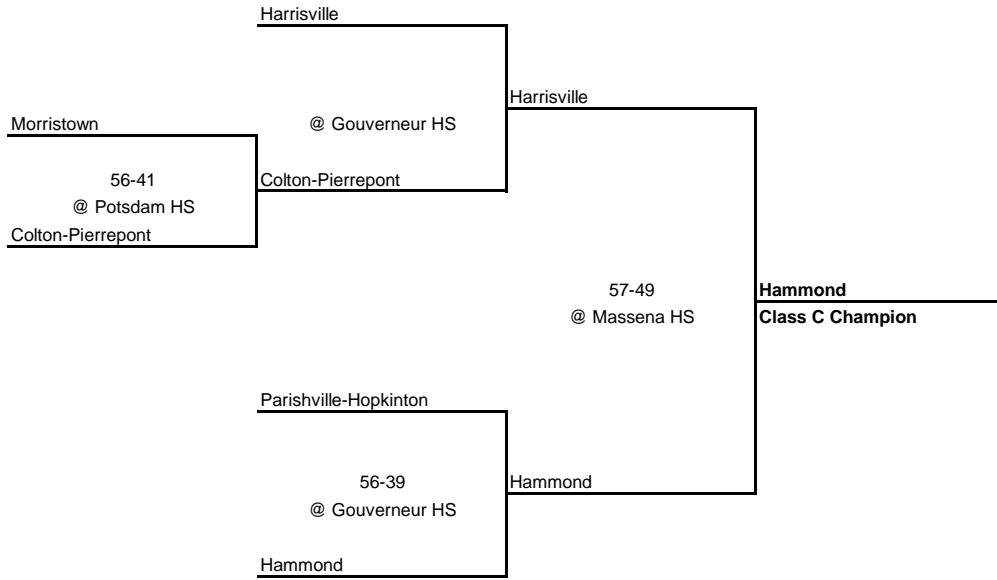 Harrisville
Harrisville
Morristown
@ Gouverneur HS
56-41
Colton-Pierrepont
@ Potsdam HS
Colton-Pierrepont
57-49
Hammond
@ Massena HS
Class C Champion
Parishville-Hopkinton
56-39
Hammond
@ Gouverneur HS
Hammond